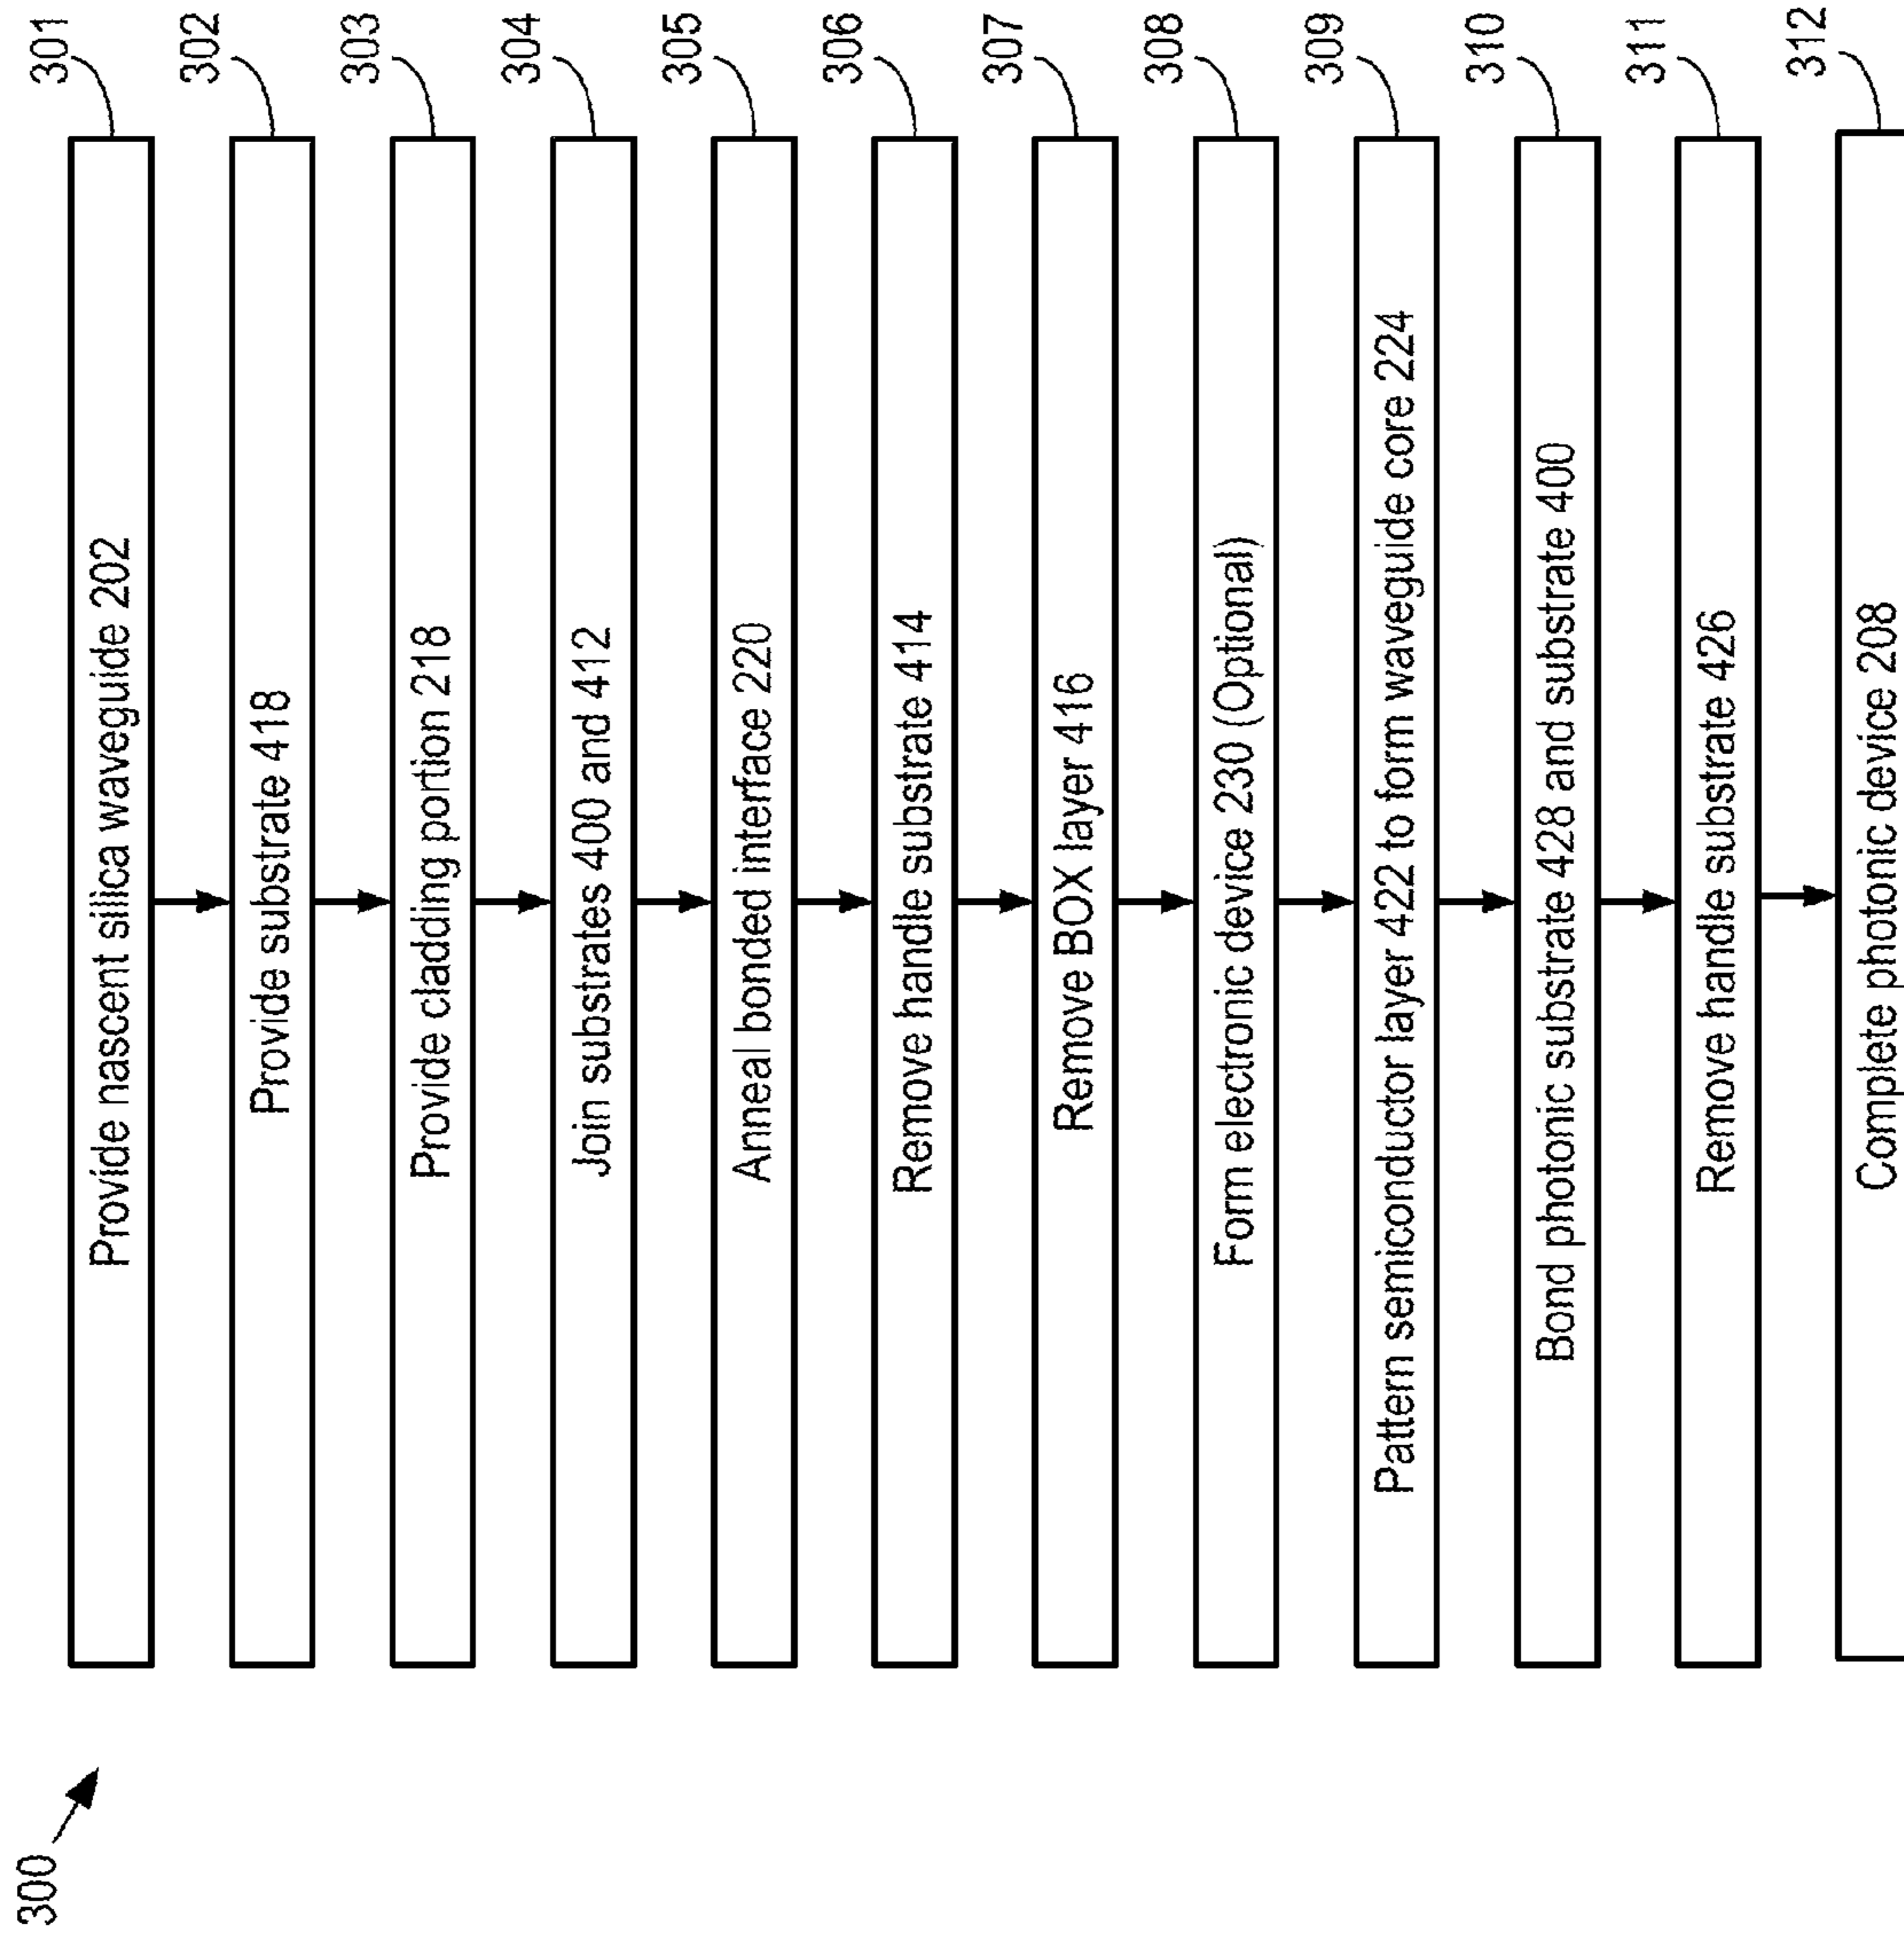 300
301
Provide nascent silica waveguide 202
302
Provide substrate 418
303
Provide cladding portion 218
304
Join substrates 400 and 412
305
Anneal bonded interface 220
306
Remove handle substrate 414
307
Remove BOX layer 416
308
Form electronic device 230 (Optional)
309
Pattern semiconductor layer 422 to form waveguide core 224
310
Bond photonic substrate 428 and substrate 400
311
Remove handle substrate 426
312
Complete photonic device 208